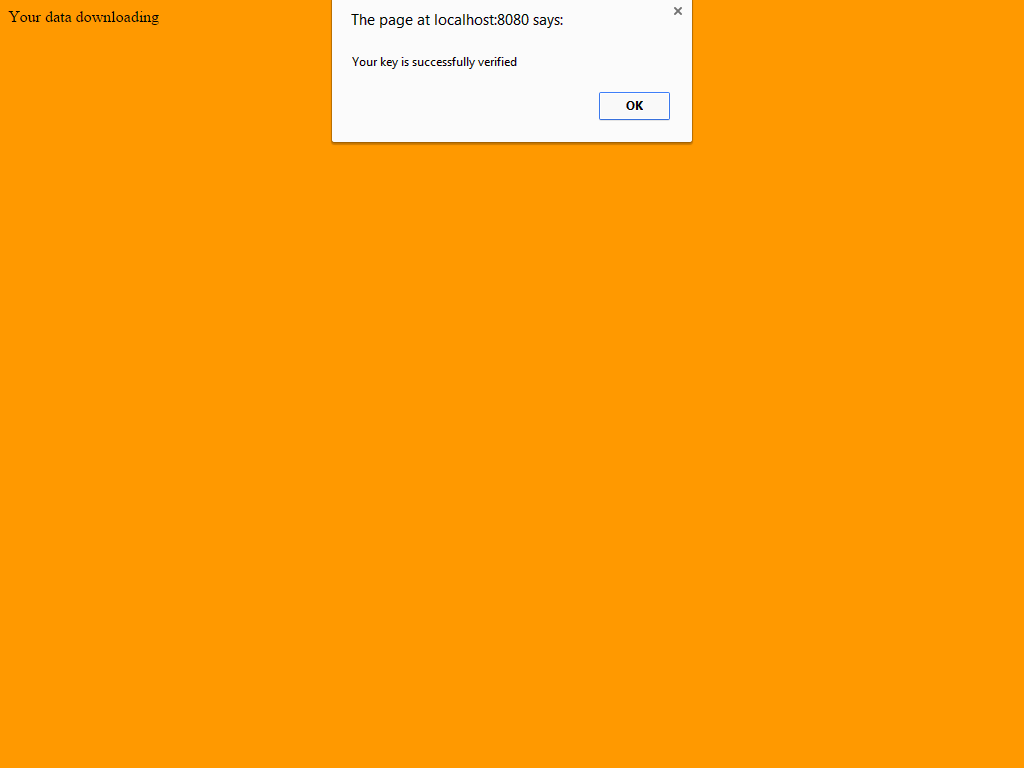 Your data downloading
The page at localhost:8080 says:
Your key is successfully verified
OK